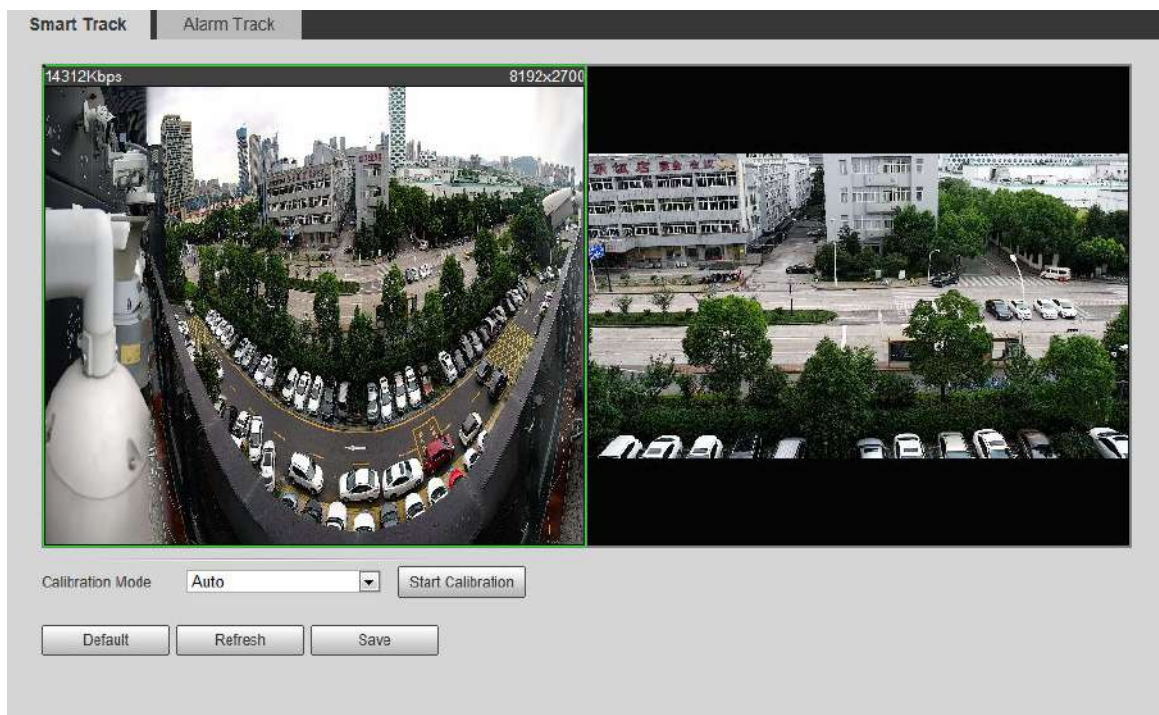 Smart Track
Alarm Track
14312Kbps
8192x2700
Calibration Mode
Auto
Start Calibration
Default
Refresh
Save